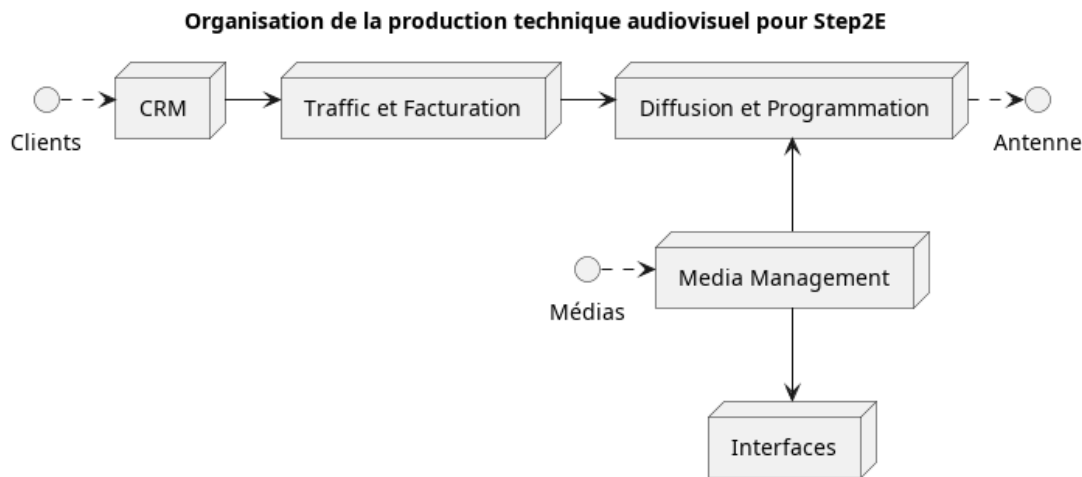 Organisation de la production technique audiovisuel pour Step2E
Clients
CRM
Traffic et Facturation
Diffusion et Programmation
Antenne
Médias
Media Management
Interfaces